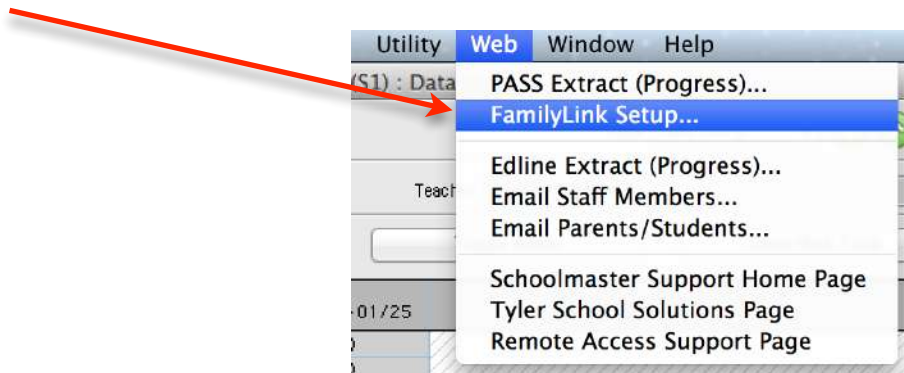 Utility Web Window Help
(S1) : Data
PASS Extract (Progress)...
FamilyLink Setup...
Edline Extract (Progress)...
Teach
Email Staff Members...
Email Parents/Students...
Schoolmaster Support Home Page
01/25
Tyler School Solutions Page
Remote Access Support Page